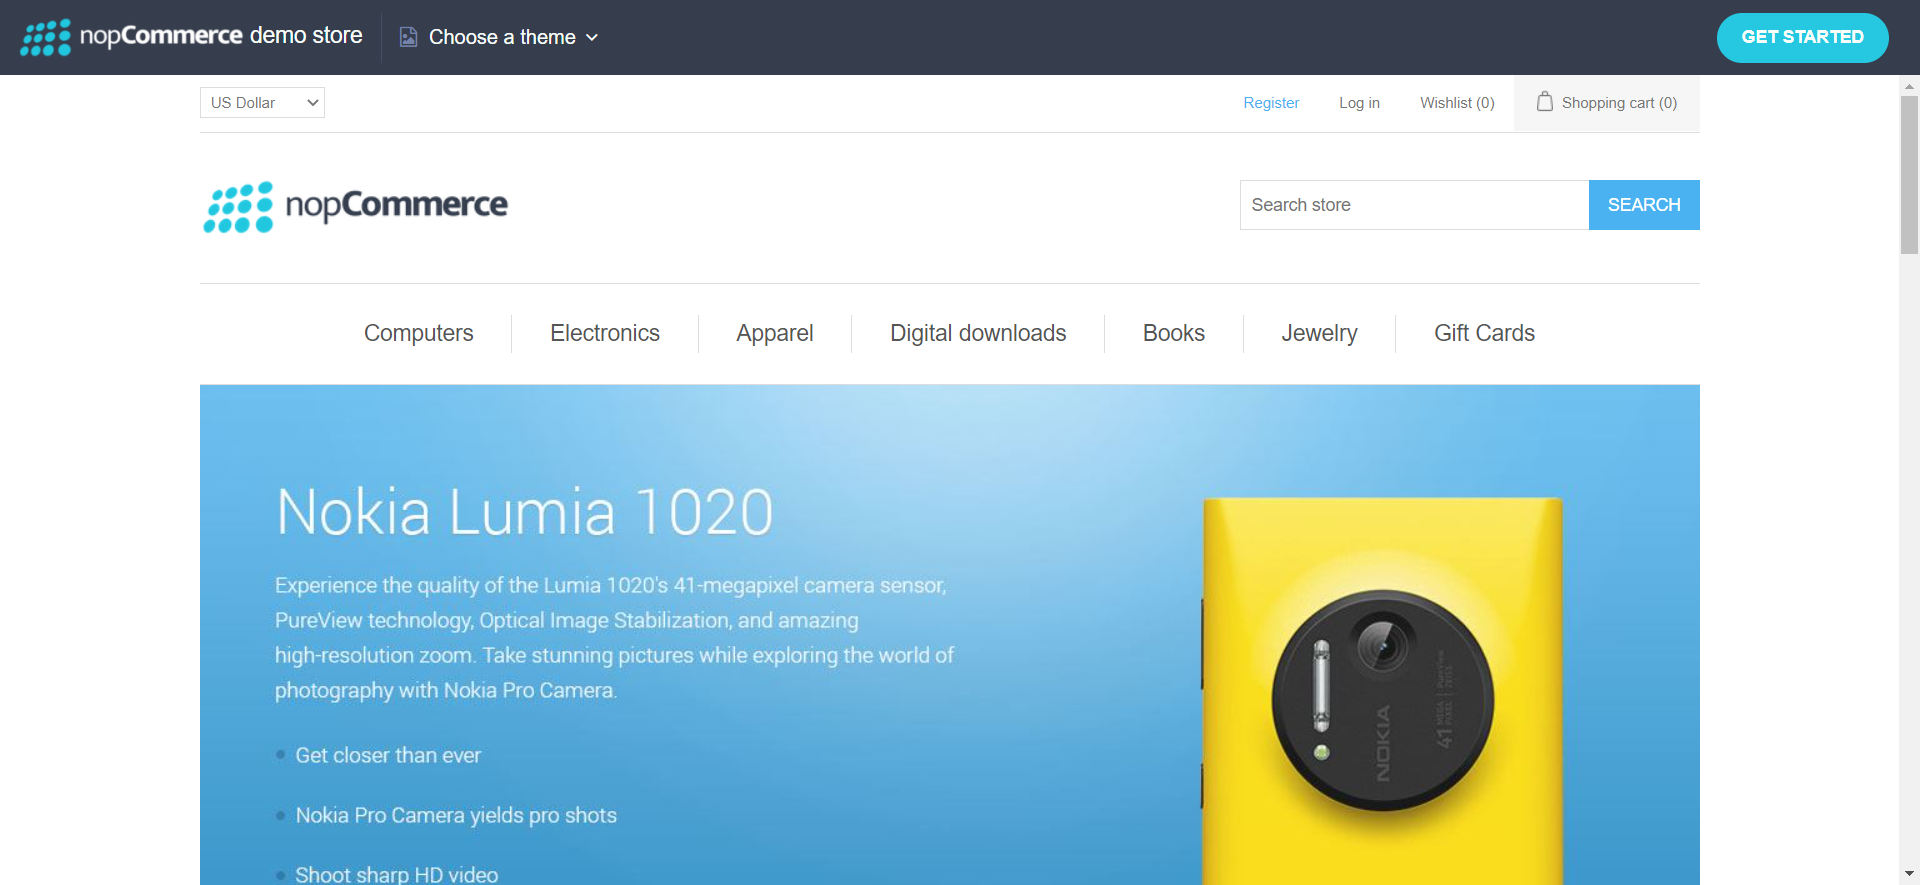 nopCommerce demo store
Choose a theme
GET STARTED
US Dollar
Register
Log in
Wishlist (0)
Shopping cart (0)
nopCommerce
Search store
SEARCH
Computers
Electronics
Apparel
Digital downloads
Books
Jewelry
Gift Cards
Nokia Lumia 1020
Experience the quality of the Lumia 1020's 41-megapixel camera sensor,
PureView technology, Optical Image Stabilization, and amazing
high-resolution zoom. Take stunning pictures while exploring the world of
photography with Nokia Pro Camera.
Get closer than ever
Nokia Pro Camera yields pro shots
Shoot sharp HD video
NOKIA
41 MEGA PIXEL
PureView
ZEISS